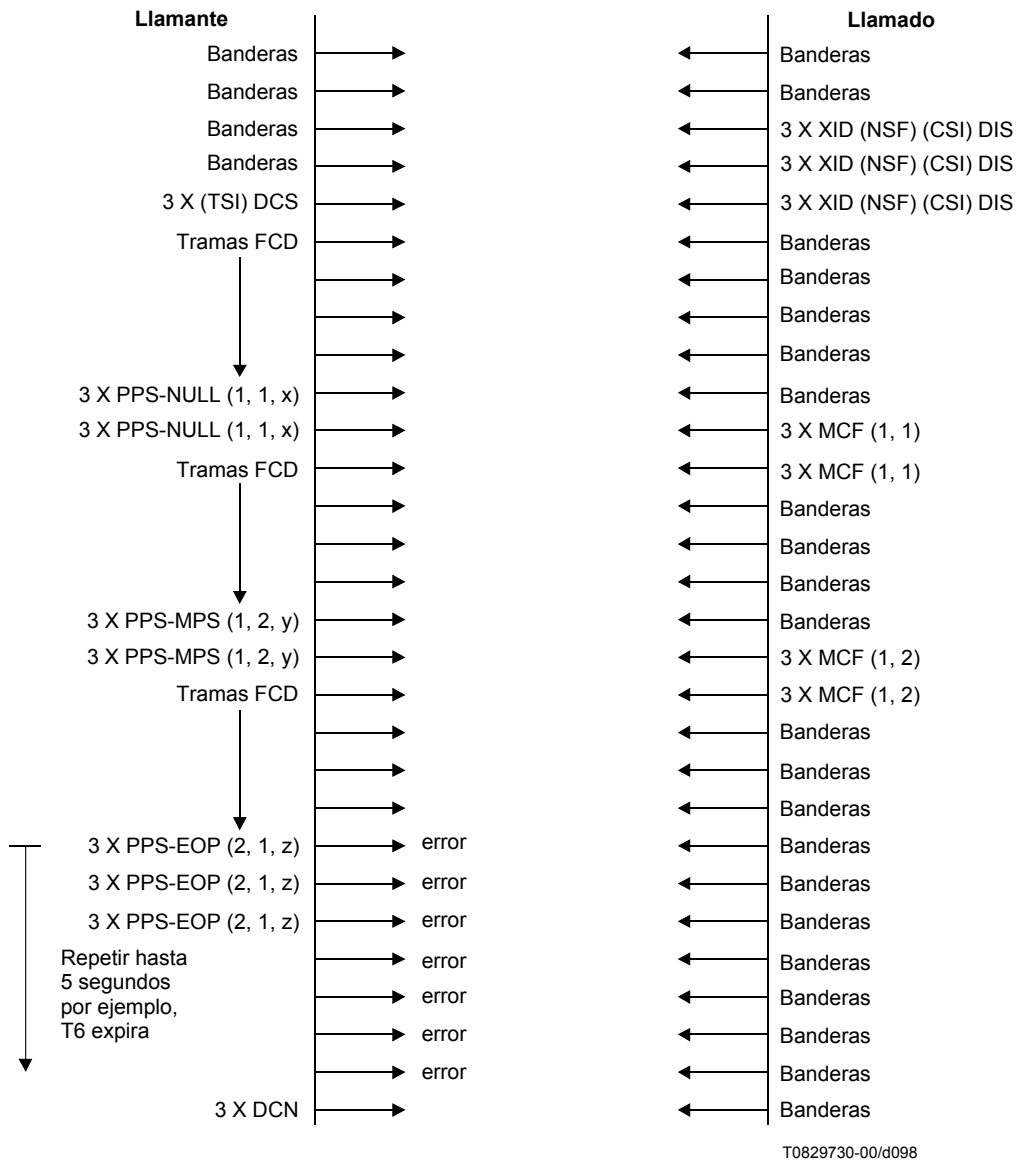 Llamante Llamado
Banderas Banderas
Banderas Banderas
Banderas 3 X XID (NSF) (CSI) DIS
Banderas 3 X XID (NSF) (CSI) DIS
3 X (TSI) DCS 3 X XID (NSF) (CSI) DIS
Tramas FCD Banderas
Banderas
Banderas
Banderas
3 X PPS-NULL (1, 1, x) Banderas
3 X PPS-NULL (1, 1, x) 3 X MCF (1, 1)
Tramas FCD 3 X MCF (1, 1)
Banderas
Banderas
Banderas
3 X PPS-MPS (1, 2, y) Banderas
3 X PPS-MPS (1, 2, y) 3 X MCF (1, 2)
Tramas FCD 3 X MCF (1, 2)
Banderas
Banderas
Banderas
3 X PPS-EOP (2, 1, z) error Banderas
3 X PPS-EOP (2, 1, z) error Banderas
3 X PPS-EOP (2, 1, z) error Banderas
Repetir hasta error Banderas
5 segundos error Banderas
por ejemplo,
T6 expira error Banderas
error Banderas
3 X DCN Banderas
T0829730-00/d098